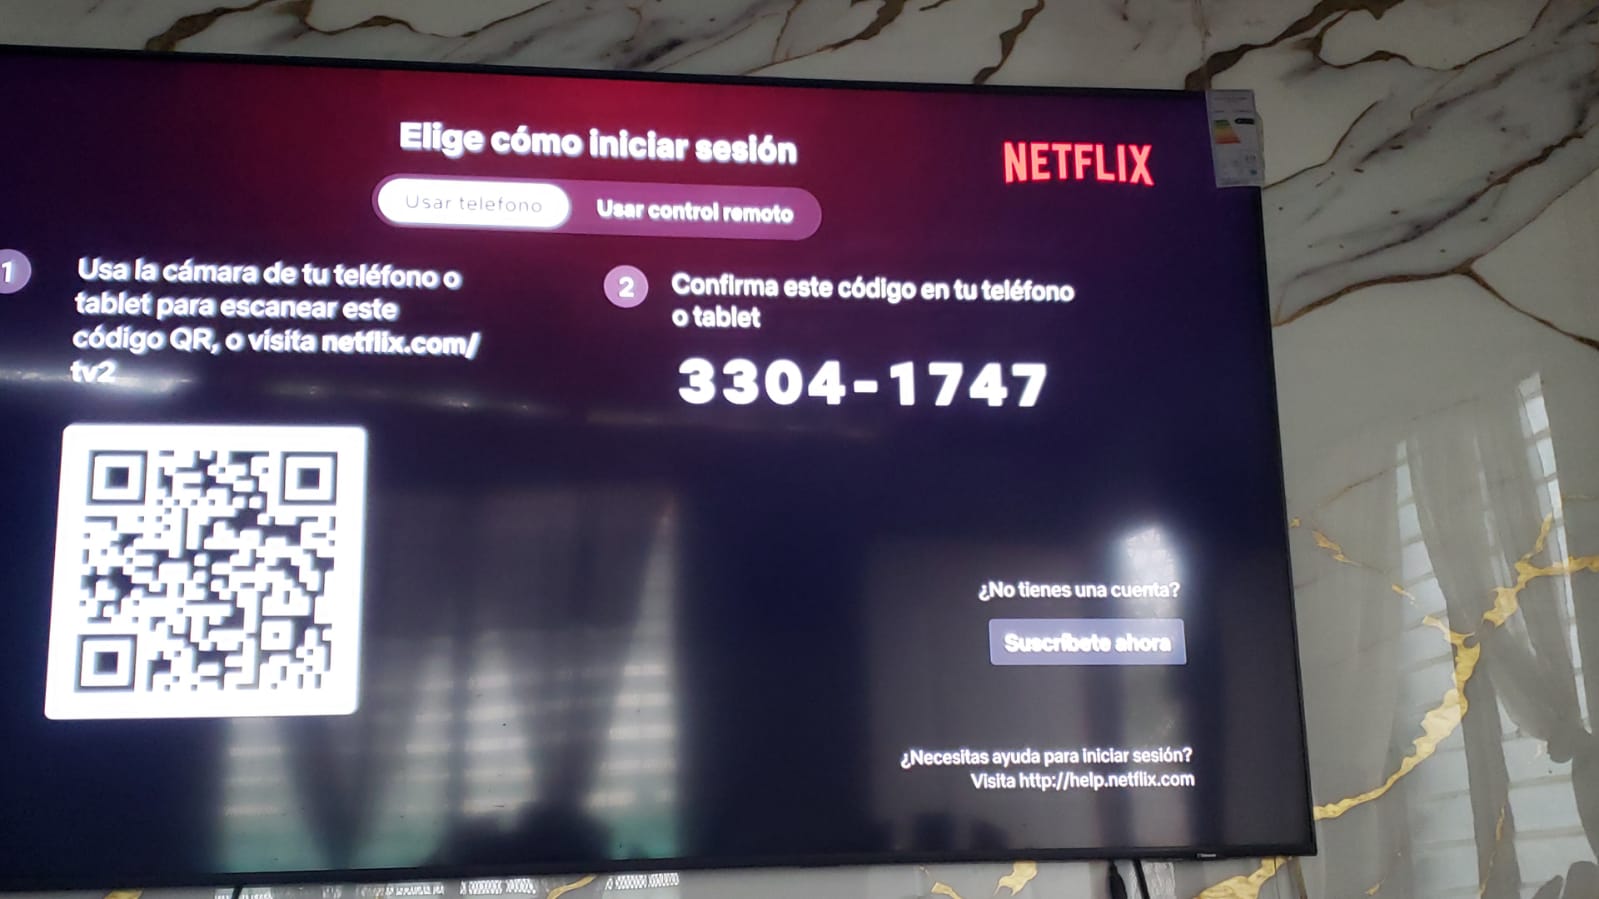 Elige cómo iniciar sesión
NETFLIX
Usar telefono
Usar control remoto
1
Usa la cámara de tu teléfono o
tablet para escanear este
código QR, o visita netflix.com/
tv2
2
Confirma este código en tu teléfono
o tablet
3304-1747
¿No tienes una cuenta?
Suscríbete ahora
¿Necesitas ayuda para iniciar sesión?
Visita http://help.netflix.com